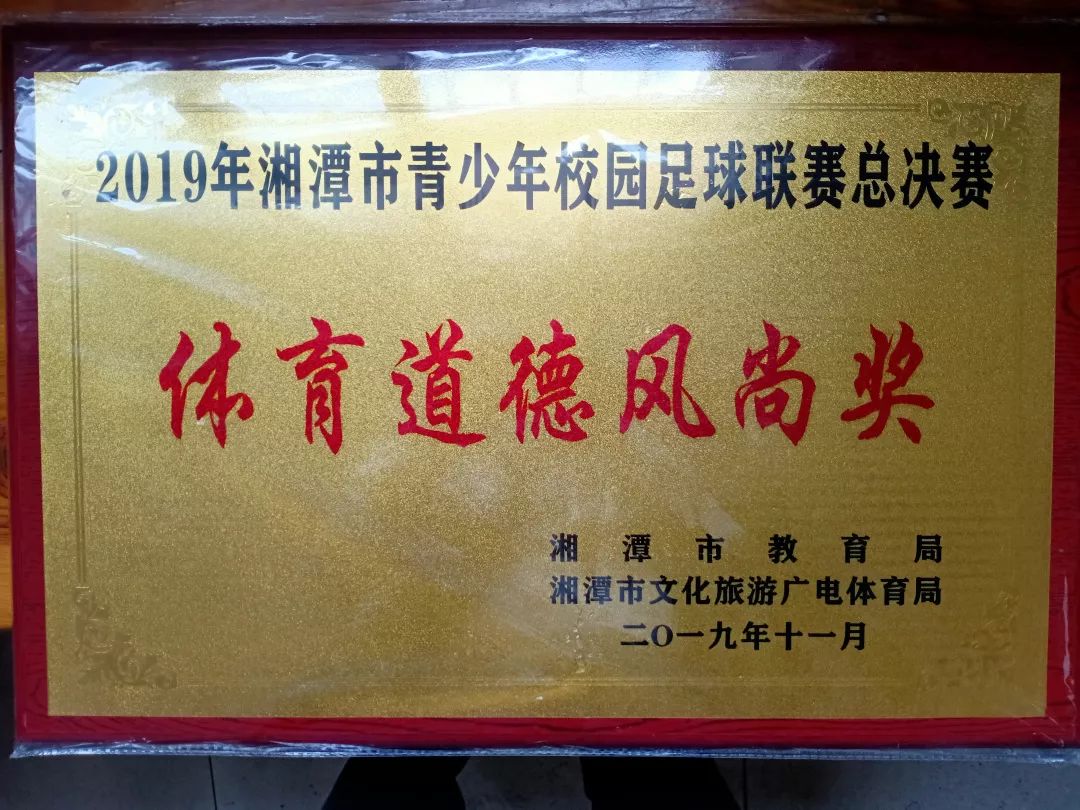 2019年湘潭市青少年校园足球联赛总决赛
体育道德风尚奖
湘潭市教育局
湘潭市文化旅游广电体育局
二O一九年十一月